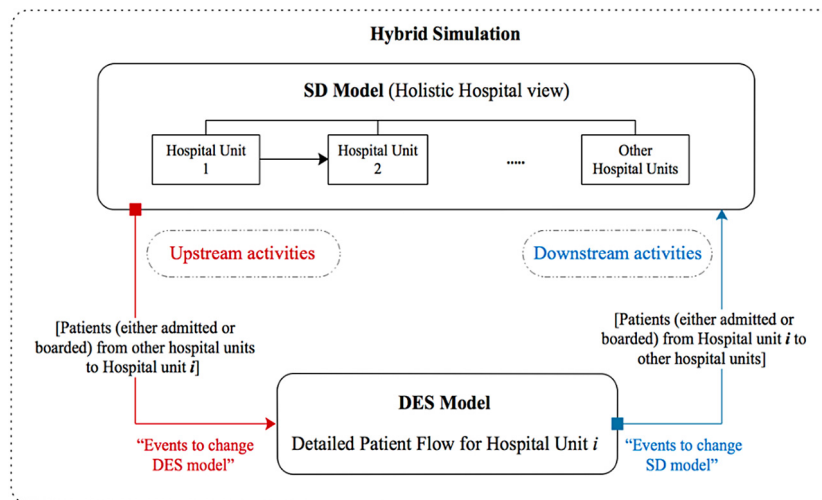 Hybrid Simulation
SD Model (Holistic Hospital view)
Hospital Unit
1
Hospital Unit
2
.....
Other
Hospital Units
Upstream activities
Downstream activities
[Patients (either admitted or
boarded) from other hospital units
to Hospital unit i]
[Patients (either admitted or
boarded) from Hospital unit i to
other hospital units]
DES Model
Detailed Patient Flow for Hospital Unit i
“Events to change
DES model”
“Events to change
SD model”